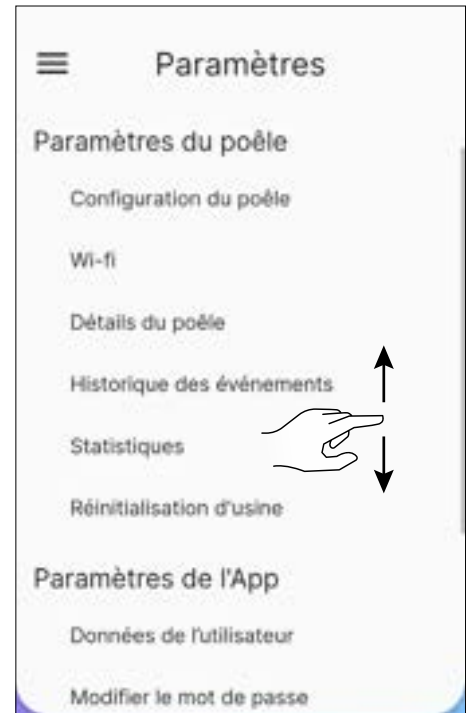 Paramètres
Paramètres du poêle
Configuration du poêle
Wi-fi
Détails du poêle
Historique des événements
Statistiques
Réinitialisation d'usine
Paramètres de l'App
Données de l'utilisateur
Modifier le mot de passe